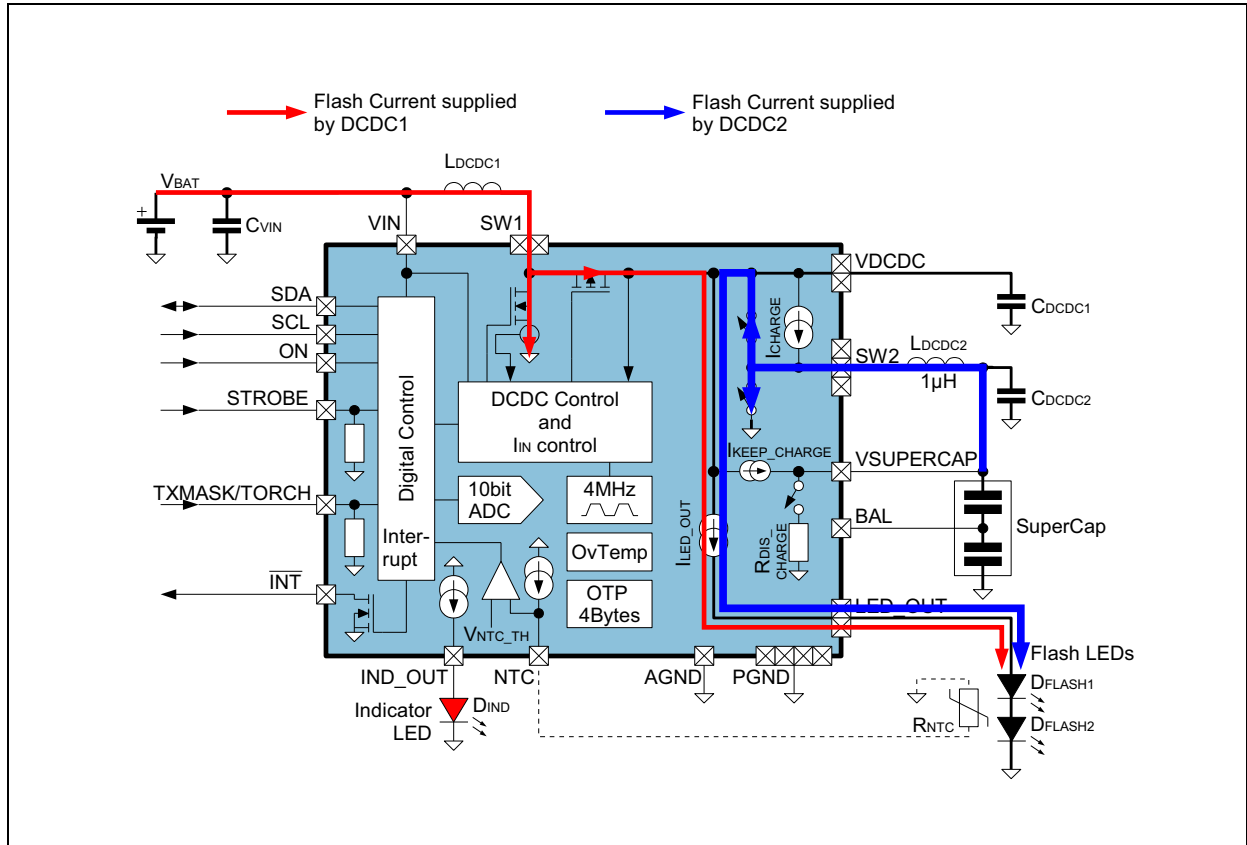 Flash Current supplied
by DCDC1
Flash Current supplied
by DCDC2
LDCDC1
VBAT
+
CVIN
VIN
SW1
VDCDC
SDA
SCL
ON
STROBE
TXMASK/TORCH
INT
Digital Control
Inter-
rupt
DCDC Control
and
IIN control
10bit
ADC
4MHz
OvTemp
OTP
4Bytes
VNTC_TH
ICHARGE
CDCDC1
SW2
LDCDC2
1µH
CDCDC2
IKEEP_CHARGE
VSUPERCAP
BAL
SuperCap
ILED_OUT
RDIS_
CHARGE
LED_OUT
Flash LEDs
IND_OUT
NTC
AGND
PGND
DFLASH1
DFLASH2
RNTC
Indicator
LED
DIND